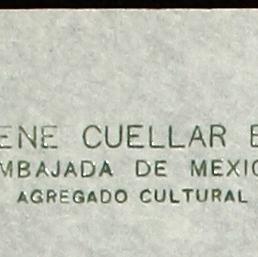 ENE CUELLAR B
MBAJADA DE MEXIC
AGREGADO CULTURAL